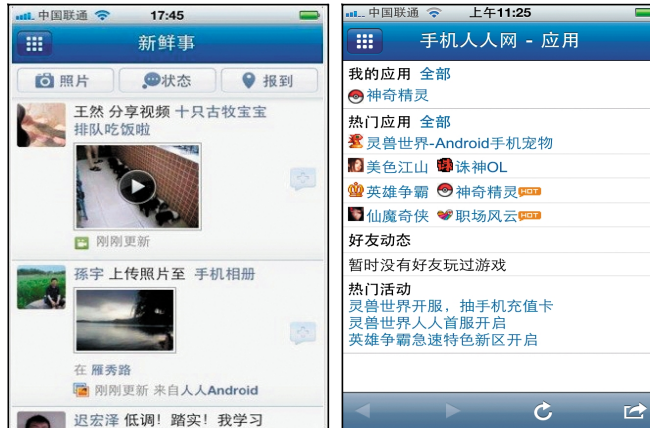 中国联通 17:45
新鲜事
照片 状态 报到
王然 分享视频 十只古牧宝宝
排队吃饭啦
刚刚更新
孫宇 上传照片至 手机相册
在 雁秀路
刚刚更新 来自人人Android
迟宏泽 低调！踏实！我学习
中国联通 上午11:25
手机人人网 - 应用
我的应用 全部
神奇精灵
热门应用 全部
灵兽世界-Android手机宠物
美色江山 诛神OL
英雄争霸 神奇精灵 HOT
仙魔奇侠 职场风云 HOT
好友动态
暂时没有好友玩过游戏
热门活动
灵兽世界开服，抽手机充值卡
灵兽世界人人首服开启
英雄争霸急速特色新区开启